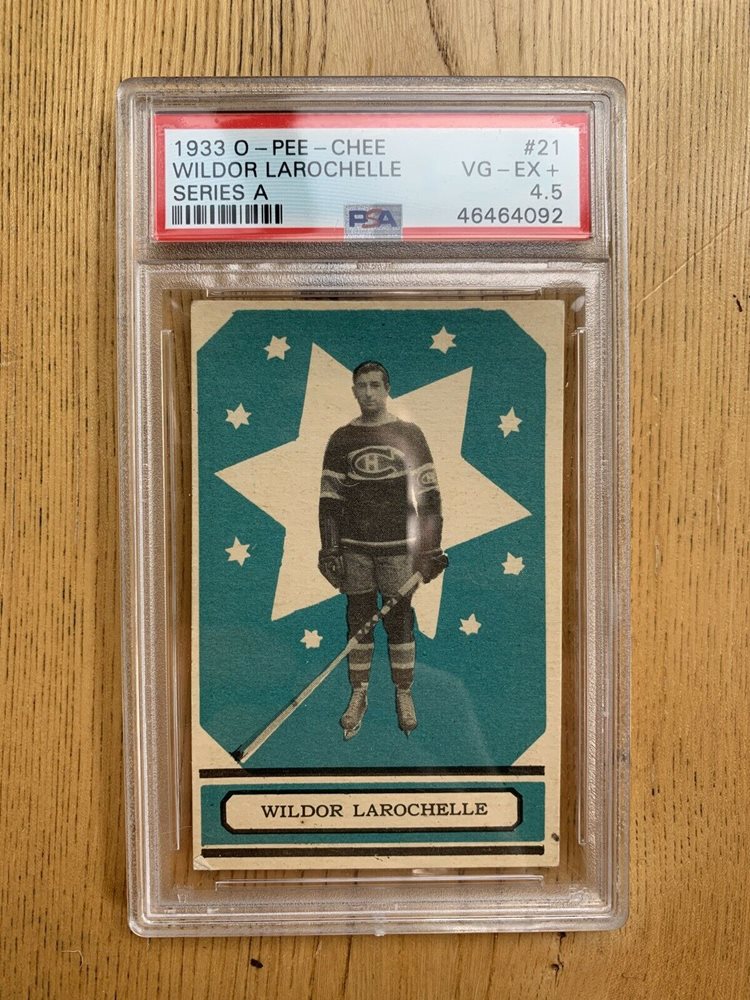 1933 O-PEE-CHEE #21
WILDOR LAROCHELLE VG-EX+
SERIES A 4.5
PSA 46464092
CH
WILDOR LAROCHELLE